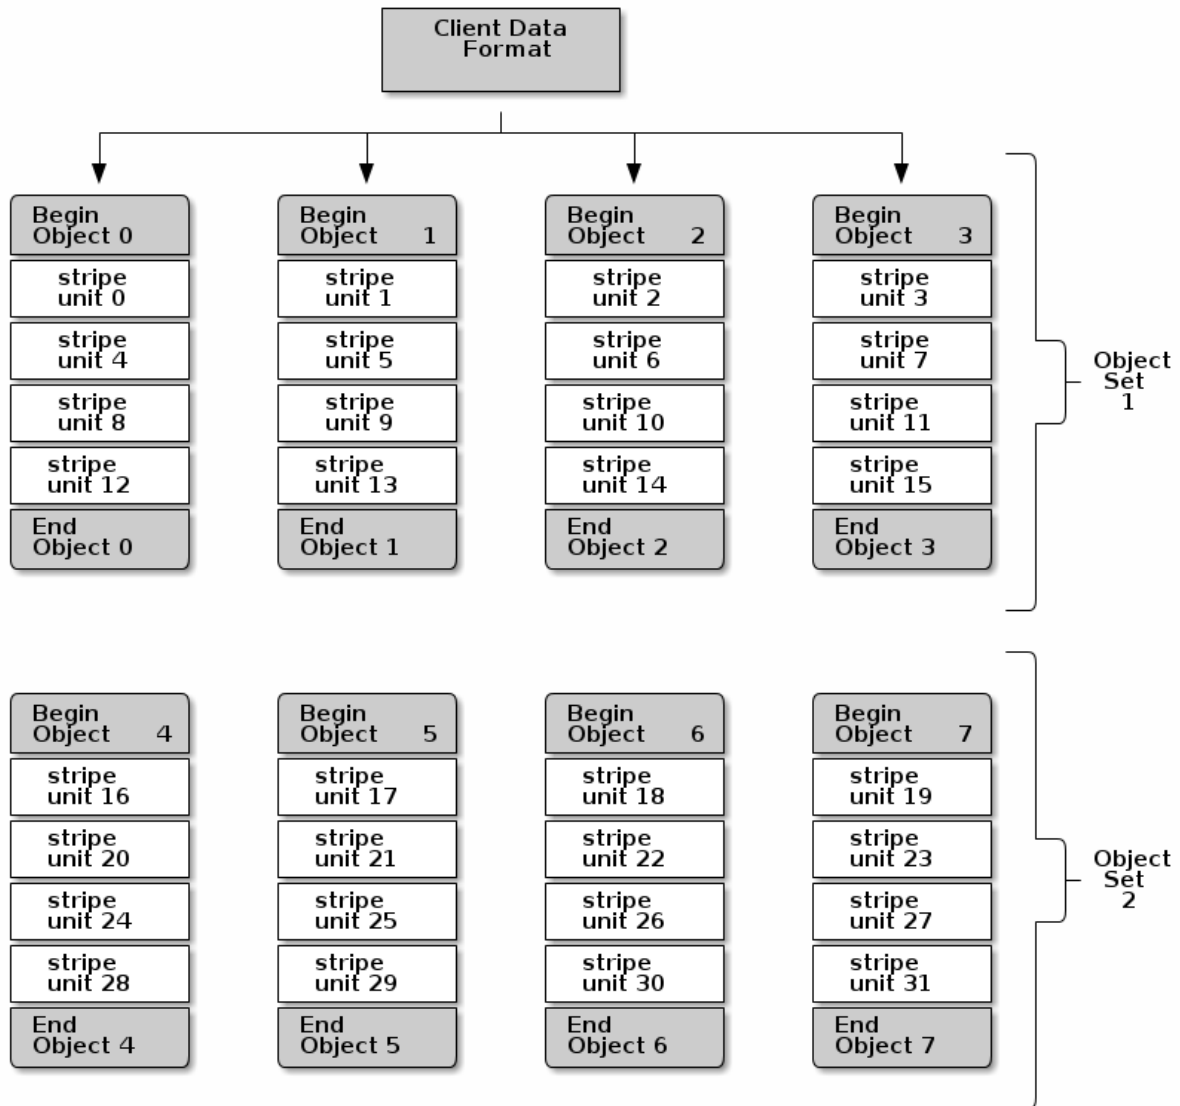 Client Data
Format
Begin
Object 0
stripe
unit 0
stripe
unit 4
stripe
unit 8
stripe
unit 12
End
Object 0
Begin
Object 1
stripe
unit 1
stripe
unit 5
stripe
unit 9
stripe
unit 13
End
Object 1
Begin
Object 2
stripe
unit 2
stripe
unit 6
stripe
unit 10
stripe
unit 14
End
Object 2
Begin
Object 3
stripe
unit 3
stripe
unit 7
stripe
unit 11
stripe
unit 15
End
Object 3
Object
Set
1
Begin
Object 4
stripe
unit 16
stripe
unit 20
stripe
unit 24
stripe
unit 28
End
Object 4
Begin
Object 5
stripe
unit 17
stripe
unit 21
stripe
unit 25
stripe
unit 29
End
Object 5
Begin
Object 6
stripe
unit 18
stripe
unit 22
stripe
unit 26
stripe
unit 30
End
Object 6
Begin
Object 7
stripe
unit 19
stripe
unit 23
stripe
unit 27
stripe
unit 31
End
Object 7
Object
Set
2